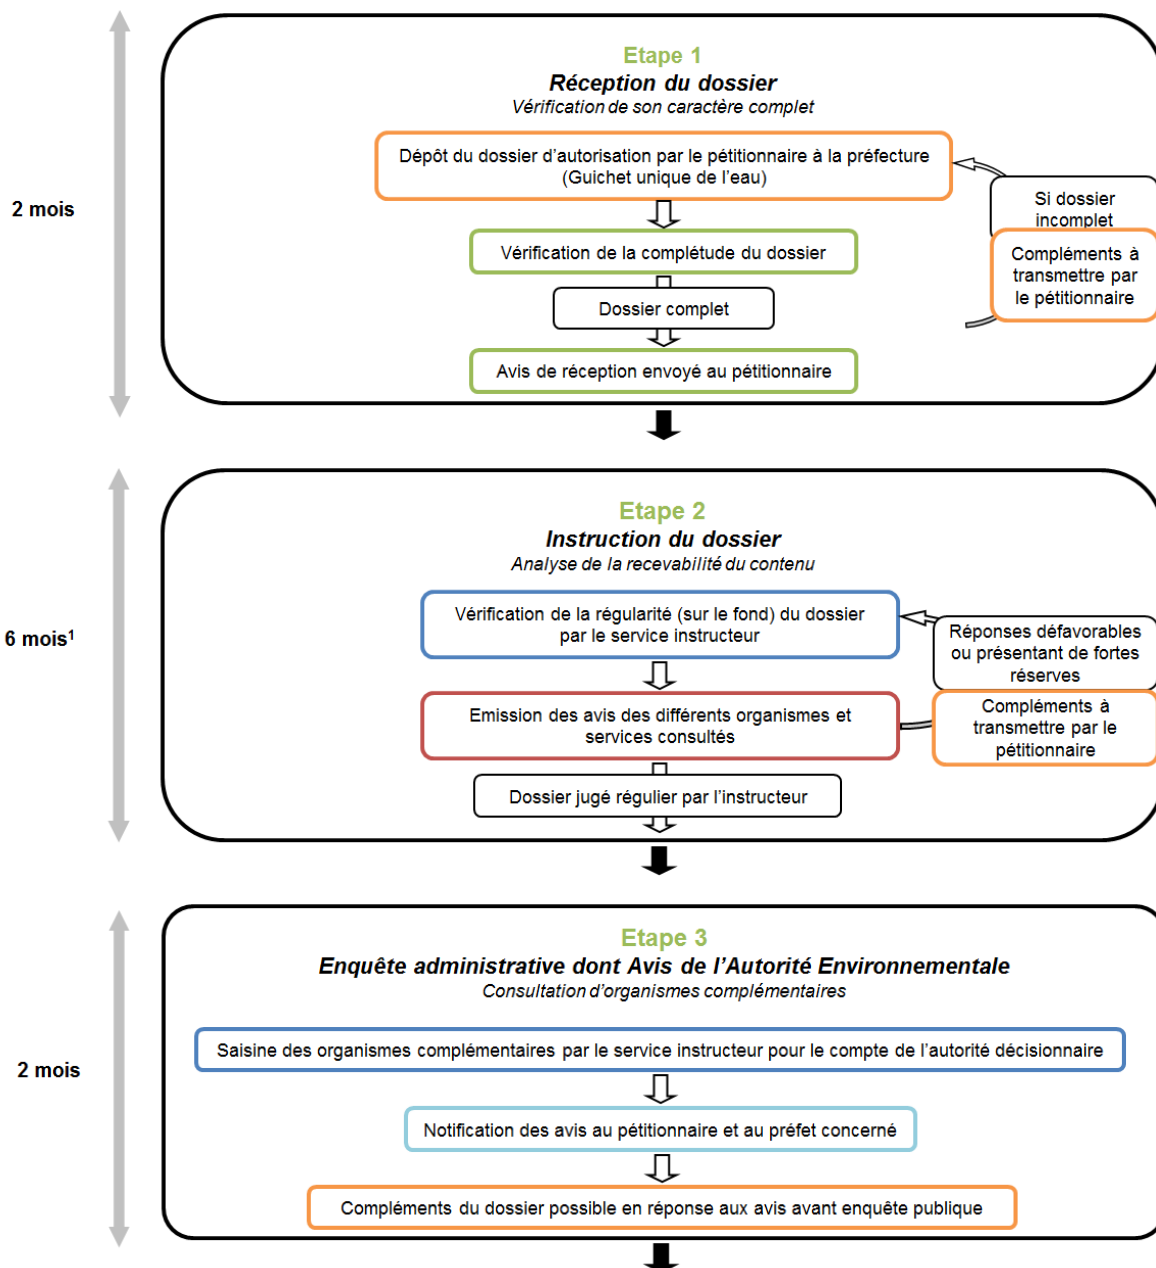 Etape 1
Réception du dossier
Vérification de son caractère complet
Dépôt du dossier d’autorisation par le pétitionnaire à la préfecture
(Guichet unique de l’eau)
2 mois
Si dossier
incomplet
Vérification de la complétude du dossier
Compléments à
transmettre par
le pétitionnaire
Dossier complet
Avis de réception envoyé au pétitionnaire
Etape 2
Instruction du dossier
Analyse de la recevabilité du contenu
Vérification de la régularité (sur le fond) du dossier
par le service instructeur
6 mois¹
Réponses défavorables
ou présentant de fortes
réserves
Emission des avis des différents organismes et
services consultés
Compléments à
transmettre par le
pétitionnaire
Dossier jugé régulier par l’instructeur
Etape 3
Enquête administrative dont Avis de l’Autorité Environnementale
Consultation d’organismes complémentaires
Saisine des organismes complémentaires par le service instructeur pour le compte de l’autorité décisionnaire
2 mois
Notification des avis au pétitionnaire et au préfet concerné
Compléments du dossier possible en réponse aux avis avant enquête publique